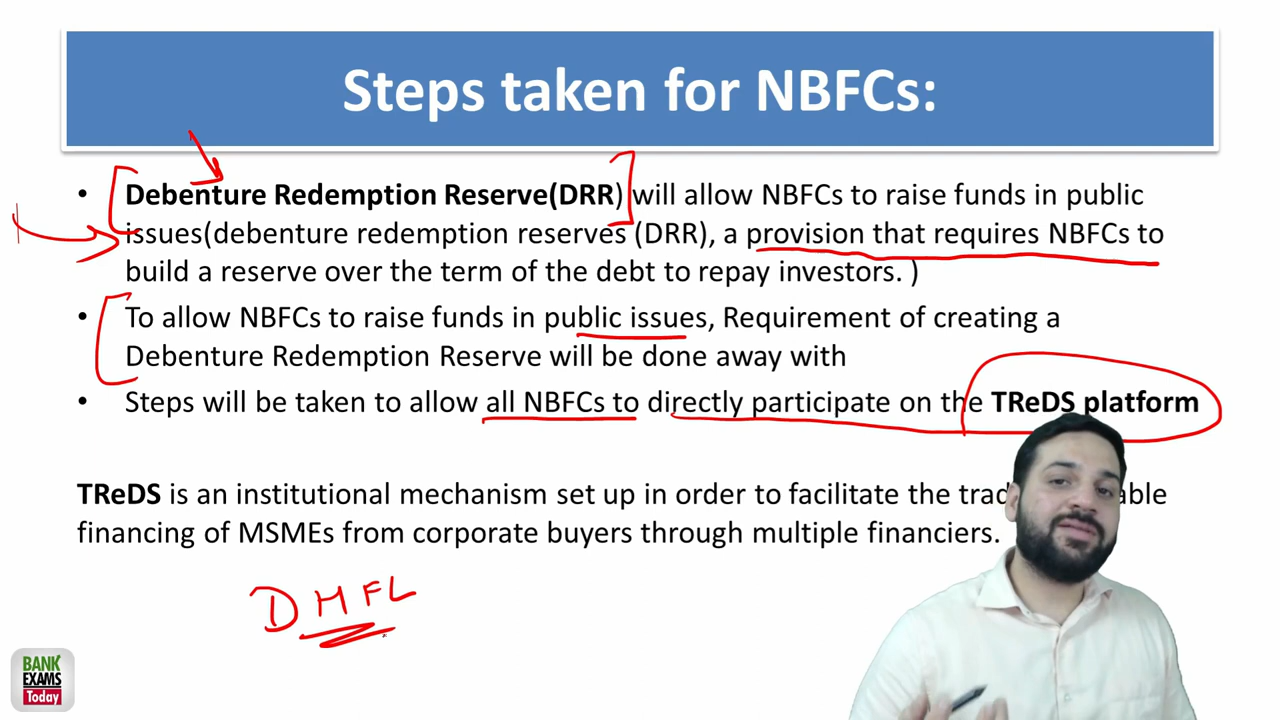 Steps taken for NBFCs:
• Debenture Redemption Reserve(DRR) will allow NBFCs to raise funds in public
issues(debenture redemption reserves (DRR), a provision that requires NBFCs to
build a reserve over the term of the debt to repay investors. )
• To allow NBFCs to raise funds in public issues, Requirement of creating a
Debenture Redemption Reserve will be done away with
• Steps will be taken to allow all NBFCs to directly participate on the TReDS platform
TReDS is an institutional mechanism set up in order to facilitate the
financing of MSMEs from corporate buyers through multiple financiers.
DHFL
BANK
EXAMS
Today